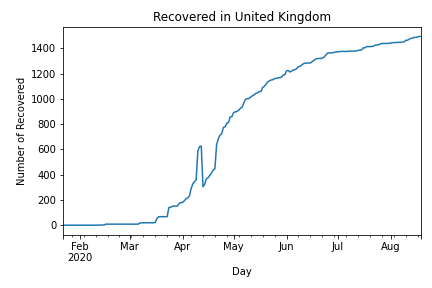 Recovered in United Kingdom
Number of Recovered
1400
1200
1000
800
600
400
200
0
Feb Mar Apr May Jun Jul Aug
2020
Day